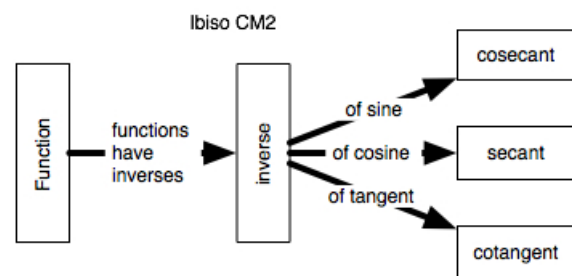 Ibiso CM2
Function
functions
have
inverses
inverse
of sine
of cosine
of tangent
cosecant
secant
cotangent